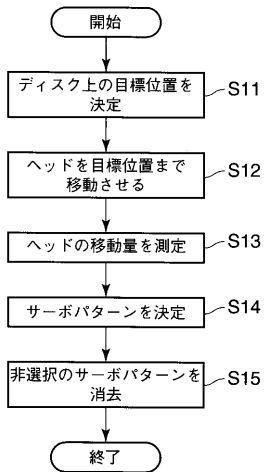 開始
ディスク上の目標位置を
決定
S11
ヘッドを目標位置まで
移動させる
S12
ヘッドの移動量を測定
S13
サーボパターンを決定
S14
非選択のサーボパターンを
消去
S15
終了